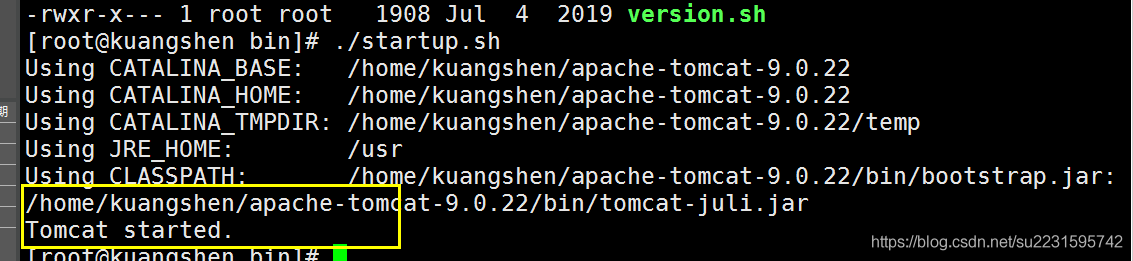 -rwxr-x--- 1 root root   1908 Jul  4  2019 version.sh
[root@kuangshen bin]# ./startup.sh
Using CATALINA_BASE:   /home/kuangshen/apache-tomcat-9.0.22
Using CATALINA_HOME:   /home/kuangshen/apache-tomcat-9.0.22
期
Using CATALINA_TMPDIR: /home/kuangshen/apache-tomcat-9.0.22/temp
Using JRE_HOME:        /usr
Using CLASSPATH:       /home/kuangshen/apache-tomcat-9.0.22/bin/bootstrap.jar:
/home/kuangshen/apache-tomcat-9.0.22/bin/tomcat-juli.jar
Tomcat started.
[root@kuangshen bin]#
https://blog.csdn.net/su2231595742